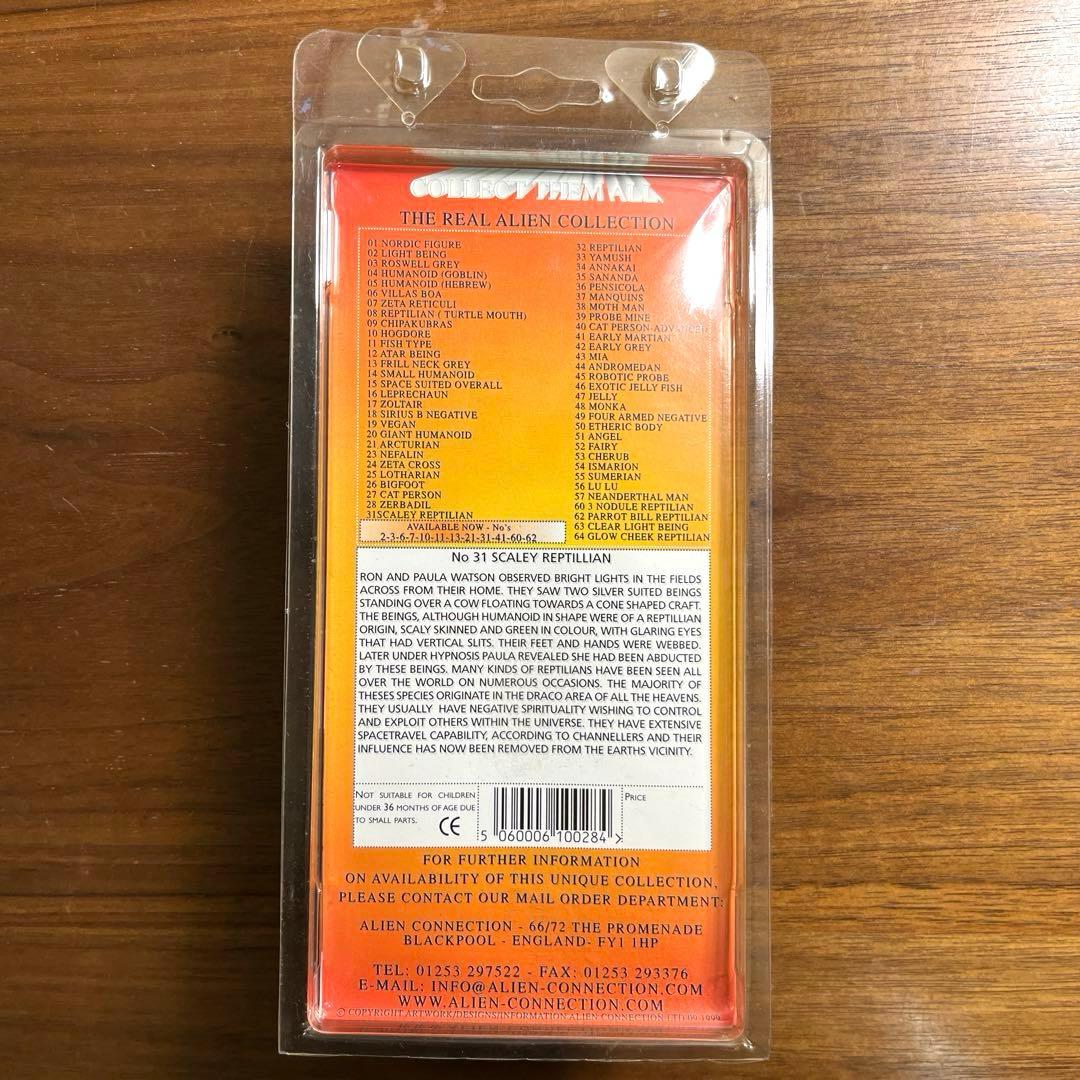 COLLECT THEM ALL
THE REAL ALIEN COLLECTION
01 NORDIC FIGURE
02 LIGHT BEING
03 ROSWELL GREY
04 HUMANOID (GOBLIN)
05 HUMANOID (HEBREW)
06 VILLAS BOA
07 ZETA RETICULI
08 REPTILIAN ( TURTLE MOUTH)
09 CHIPAKUBRAS
10 HOGDORE
11 FISH TYPE
12 ATAR BEING
13 FRILL NECK GREY
14 SMALL HUMANOID
15 SPACE SUITED OVERALL
16 LEPRECHAUN
17 ZOLTAIR
18 SIRIUS B NEGATIVE
19 VEGAN
20 GIANT HUMANOID
21 ARCTURIAN
23 NEFALIN
24 ZETA CROSS
25 LOTHARIAN
26 BIGFOOT
27 CAT PERSON
28 ZERBADIL
31SCALEY REPTILIAN
32 REPTILIAN
33 YAMUSH
34 ANNAKAI
35 SANANDA
36 PENSICOLA
37 MANQUINS
38 MOTH MAN
39 PROBE MINE
40 CAT PERSON-ADVANCED
41 EARLY MARTIAN
42 EARLY GREY
43 MIA
44 ANDROMEDAN
45 ROBOTIC PROBE
46 EXOTIC JELLY FISH
47 JELLY
48 MONKA
49 FOUR ARMED NEGATIVE
50 ETHERIC BODY
51 ANGEL
52 FAIRY
53 CHERUB
54 ISMARION
55 SUMERIAN
56 LU LU
57 NEANDERTHAL MAN
60 3 NODULE REPTILIAN
62 PARROT BILL REPTILIAN
63 CLEAR LIGHT BEING
64 GLOW CHEEK REPTILIAN
AVAILABLE NOW - No's
2-3-6-7-10-11-13-21-31-41-60-62
No 31 SCALEY REPTILLIAN
RON AND PAULA WATSON OBSERVED BRIGHT LIGHTS IN THE FIELDS
ACROSS FROM THEIR HOME. THEY SAW TWO SILVER SUITED BEINGS
STANDING OVER A COW FLOATING TOWARDS A CONE SHAPED CRAFT.
THE BEINGS, ALTHOUGH HUMANOID IN SHAPE WERE OF A REPTILLIAN
ORIGIN, SCALY SKINNED AND GREEN IN COLOUR, WITH GLARING EYES
THAT HAD VERTICAL SLITS. THEIR FEET AND HANDS WERE WEBBED.
LATER UNDER HYPNOSIS PAULA REVEALED SHE HAD BEEN ABDUCTED
BY THESE BEINGS. MANY KINDS OF REPTILIANS HAVE BEEN SEEN ALL
OVER THE WORLD ON NUMEROUS OCCASIONS. THE MAJORITY OF
THESES SPECIES ORIGINATE IN THE DRACO AREA OF ALL THE HEAVENS.
THEY USUALLY HAVE NEGATIVE SPIRITUALITY WISHING TO CONTROL
AND EXPLOIT OTHERS WITHIN THE UNIVERSE. THEY HAVE EXTENSIVE
SPACETRAVEL CAPABILITY, ACCORDING TO CHANNELLERS AND THEIR
INFLUENCE HAS NOW BEEN REMOVED FROM THE EARTHS VICINITY.
NOT SUITABLE FOR CHILDREN
UNDER 36 MONTHS OF AGE DUE
TO SMALL PARTS.
CE
5 060006 100284 >
PRICE
FOR FURTHER INFORMATION
ON AVAILABILITY OF THIS UNIQUE COLLECTION,
PLEASE CONTACT OUR MAIL ORDER DEPARTMENT:
ALIEN CONNECTION - 66/72 THE PROMENADE
BLACKPOOL - ENGLAND- FY1 1HP
TEL: 01253 297522 - FAX: 01253 293376
E-MAIL: INFO@ALIEN-CONNECTION.COM
WWW.ALIEN-CONNECTION.COM
© COPYRIGHT ARTWORK/DESIGNS/INFORMATION ALIEN CONNECTION LTD